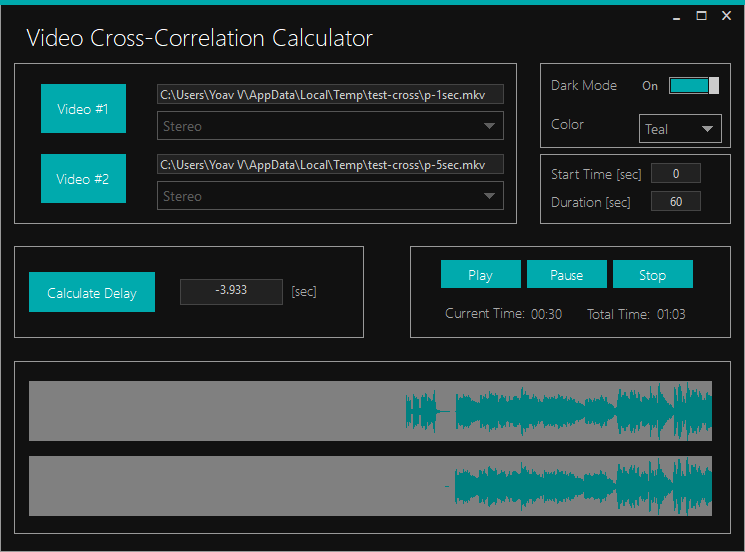 Video Cross-Correlation Calculator
Video #1
C:\Users\Yoav V\AppData\Local\Temp\test-cross\p-1sec.mkv
Stereo
Video #2
C:\Users\Yoav V\AppData\Local\Temp\test-cross\p-5sec.mkv
Stereo
Dark Mode On
Color Teal
Start Time [sec] 0
Duration [sec] 60
Calculate Delay -3.933 [sec]
Play Pause Stop
Current Time: 00:30 Total Time: 01:03